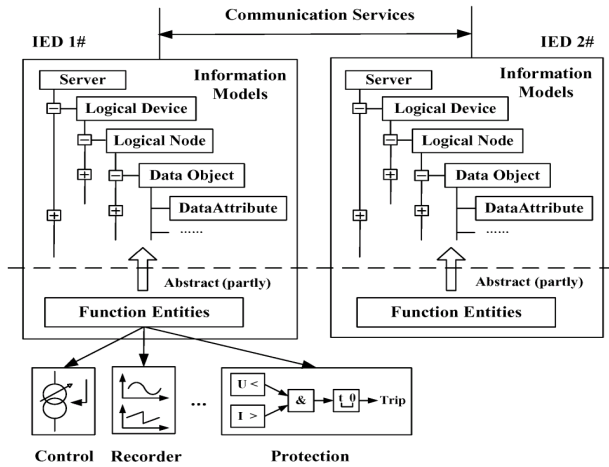 Communication Services
IED 1#
IED 2#
Server
Information
Models
Logical Device
Logical Node
Data Object
DataAttribute
......
Abstract (partly)
Function Entities
Server
Information
Models
Logical Device
Logical Node
Data Object
DataAttribute
......
Abstract (partly)
Function Entities
...
U <
I >
&
t 0
Trip
Control
Recorder
Protection